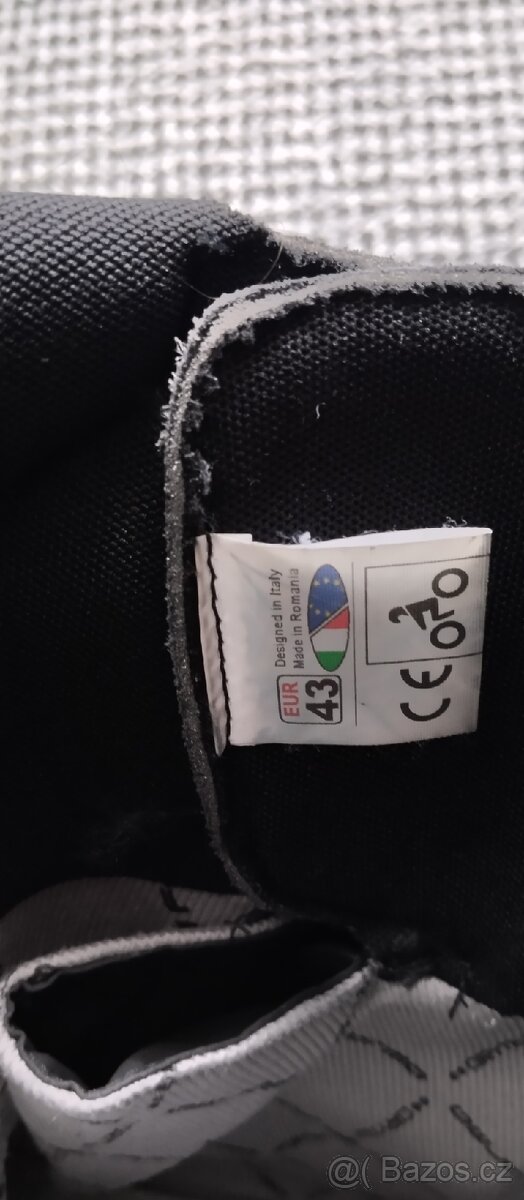 Designed in Italy
Made in Romania
EUR
43
CE
@( Bazos.cz